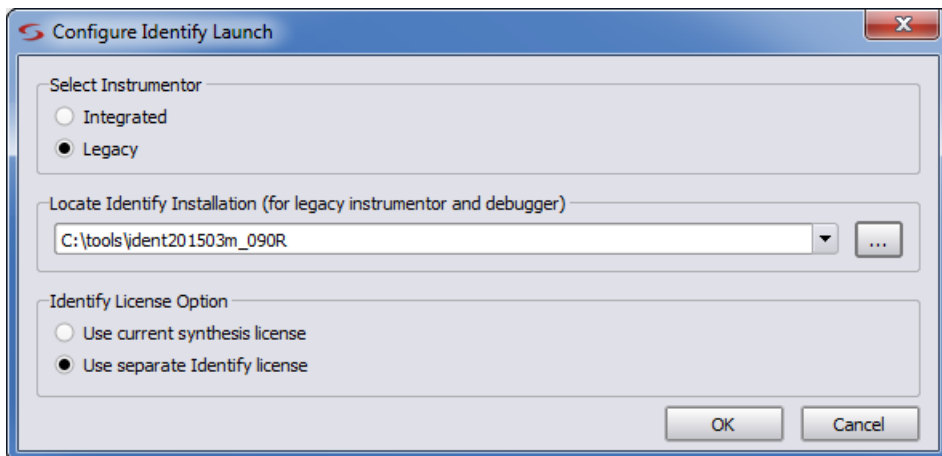 Configure Identify Launch
Select Instrumentor
Integrated
Legacy
Locate Identify Installation (for legacy instrumentor and debugger)
C:\tools\ident201503m_090R
...
Identify License Option
Use current synthesis license
Use separate Identify license
OK Cancel